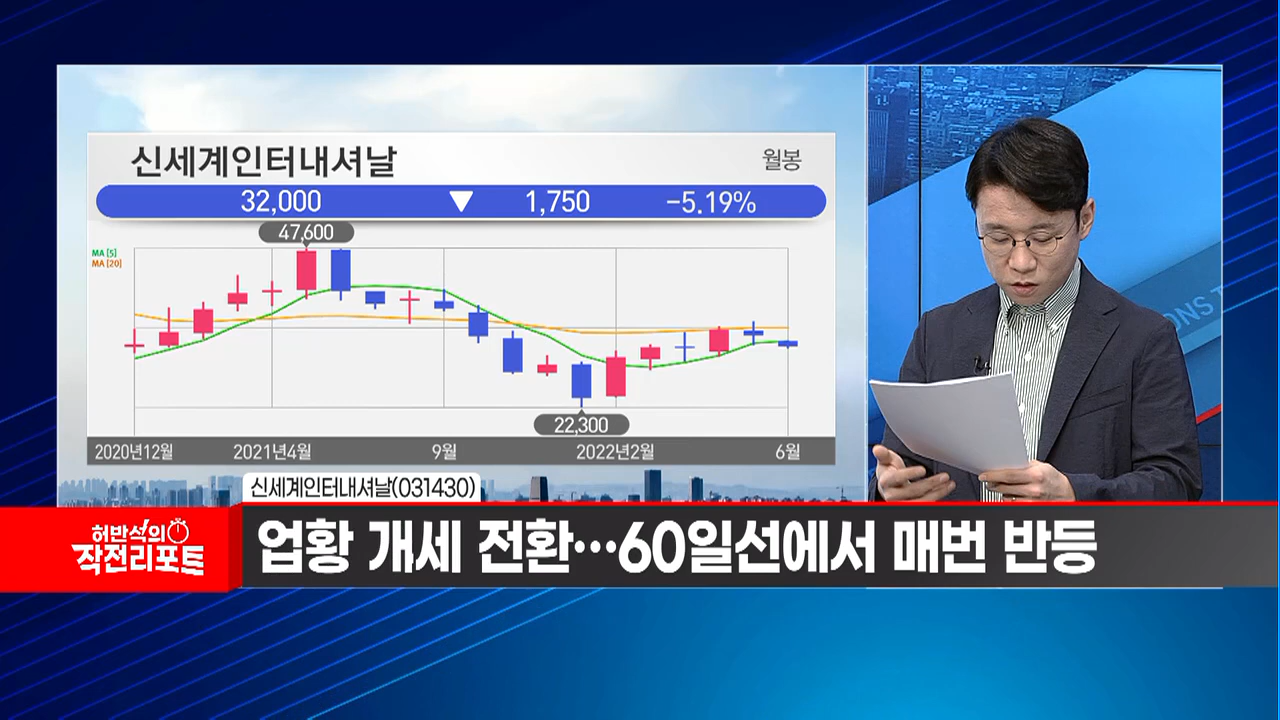 신세계인터내셔날
월봉
32,000 ▼ 1,750 -5.19%
47,600
MA [5]
MA [20]
22,300
2020년12월 2021년4월 9월 2022년2월 6월
신세계인터내셔날(031430)
허반석의
작전리포트
업황 개세 전환…60일선에서 매번 반등